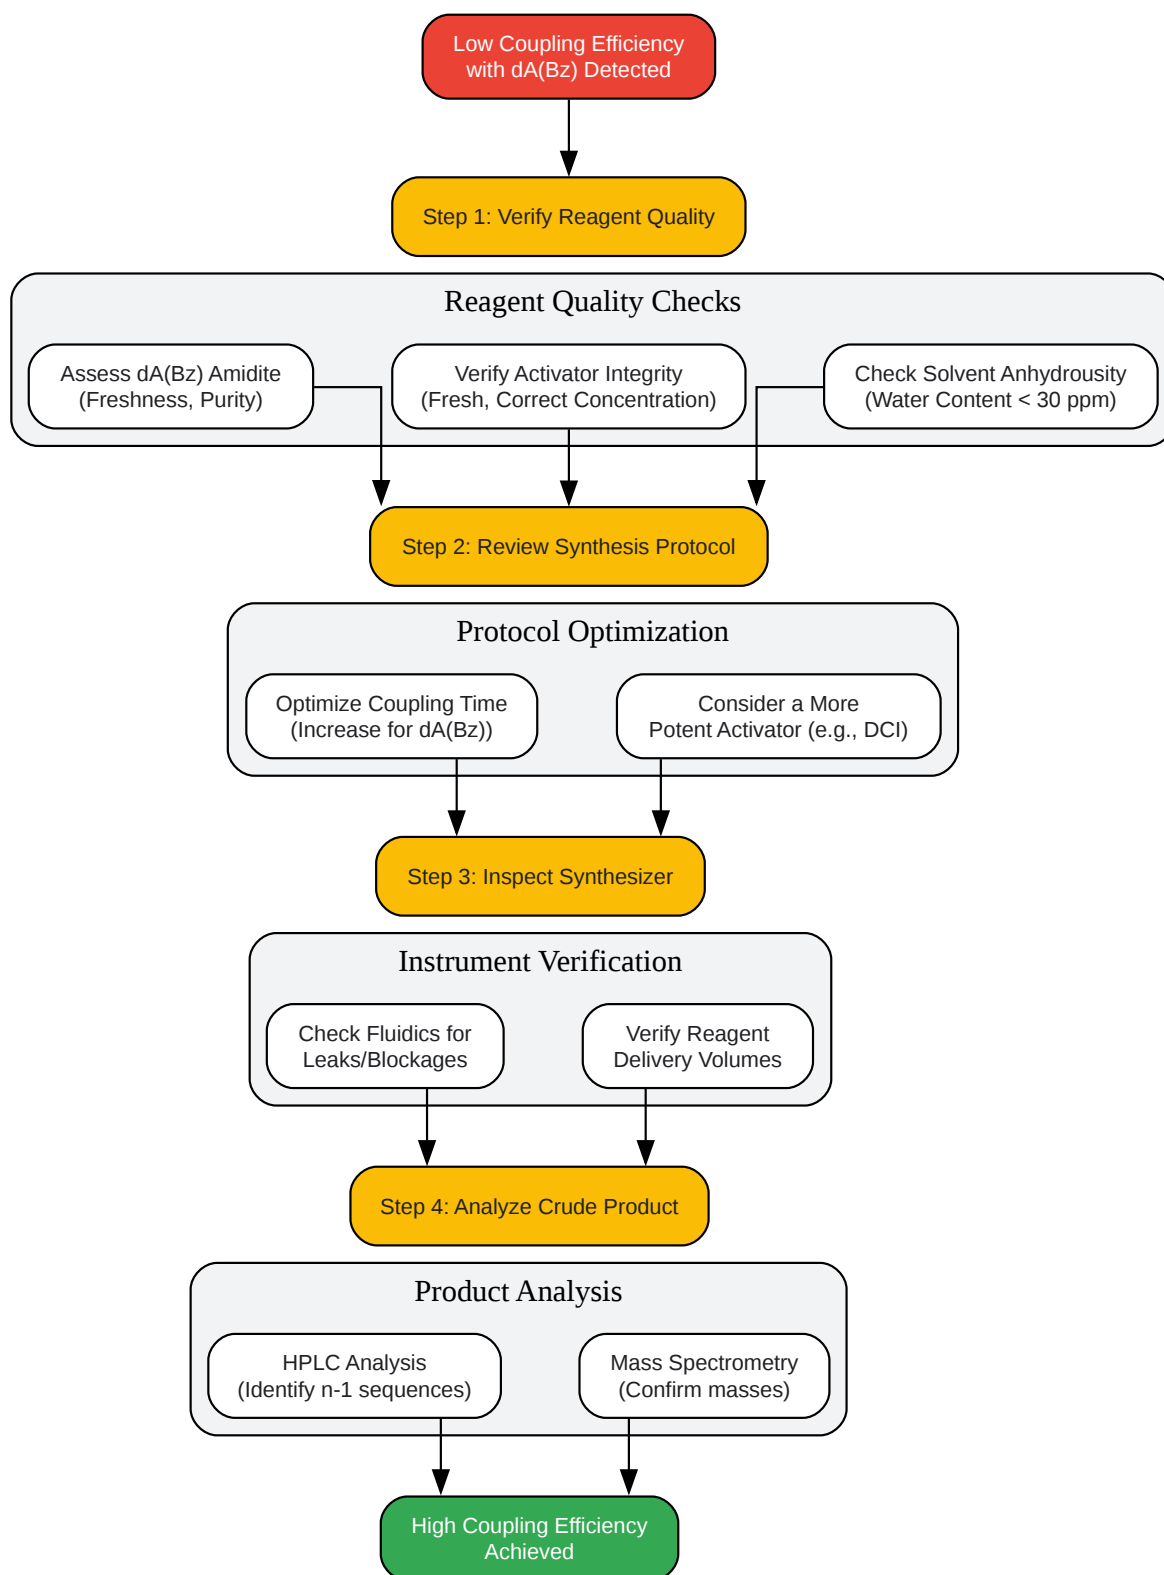 Low Coupling Efficiency
with dA(Bz) Detected
Step 1: Verify Reagent Quality
Reagent Quality Checks
Assess dA(Bz) Amidite
(Freshness, Purity)
Verify Activator Integrity
(Fresh, Correct Concentration)
Check Solvent Anhydrousity
(Water Content < 30 ppm)
Step 2: Review Synthesis Protocol
Protocol Optimization
Optimize Coupling Time
(Increase for dA(Bz))
Consider a More
Potent Activator (e.g., DCI)
Step 3: Inspect Synthesizer
Instrument Verification
Check Fluidics for
Leaks/Blockages
Verify Reagent
Delivery Volumes
Step 4: Analyze Crude Product
Product Analysis
HPLC Analysis
(Identify n-1 sequences)
Mass Spectrometry
(Confirm masses)
High Coupling Efficiency
Achieved